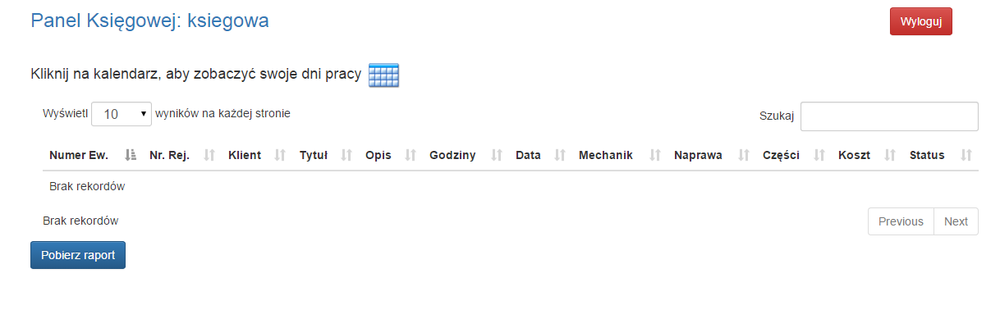 Panel Księgowej: ksiegowa Wyloguj
Kliknij na kalendarz, aby zobaczyć swoje dni pracy
Wyświetl 10 wyników na każdej stronie Szukaj
Numer Ew. Nr. Rej. Klient Tytuł Opis Godziny Data Mechanik Naprawa Części Koszt Status
Brak rekordów
Brak rekordów Previous Next
Pobierz raport